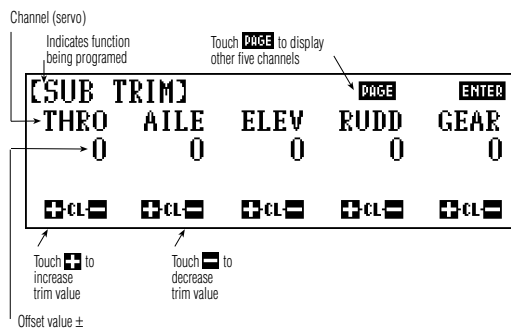 Channel (servo)
Indicates function
being programed
Touch PAGE to display
other five channels
[SUB TRIM] PAGE ENTER
THRO AILE ELEV RUDD GEAR
0 0 0 0 0
+CL- +CL- +CL- +CL- +CL-
Touch + to
increase
trim value
Touch - to
decrease
trim value
Offset value ±